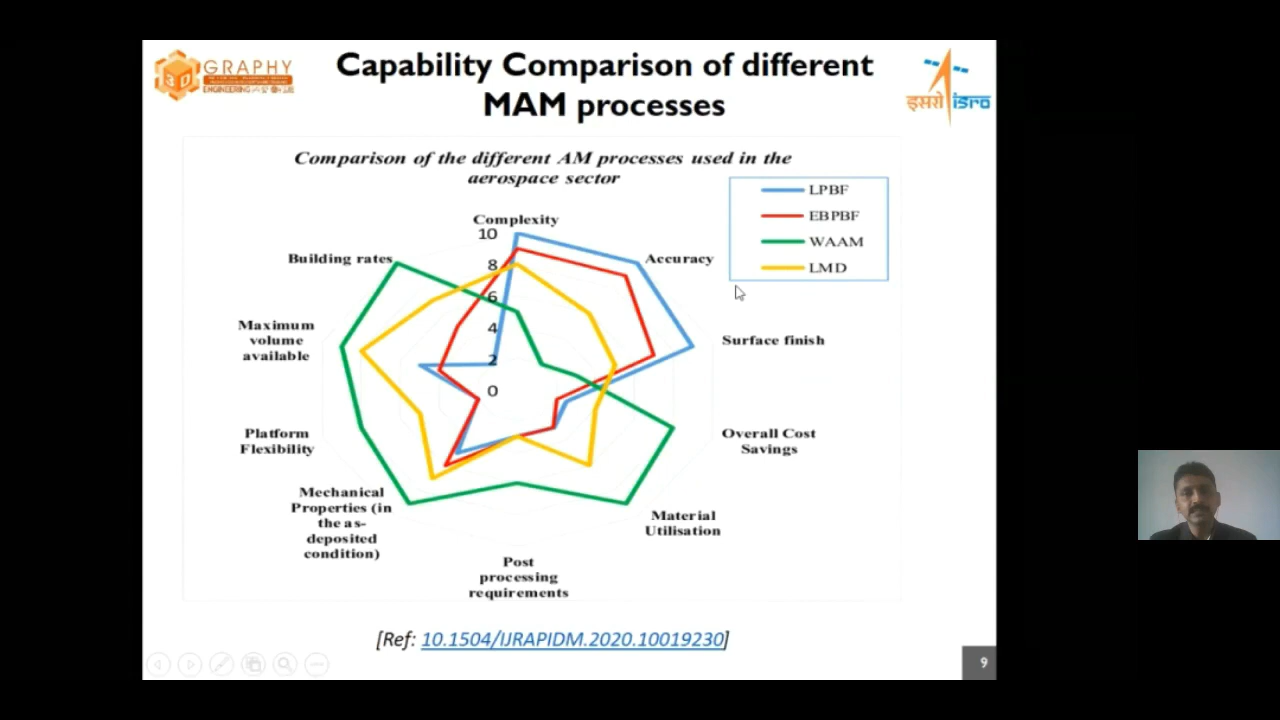 GRAPHY
3D
Capability Comparison of different
MAM processes
इसरो isro
Comparison of the different AM processes used in the
aerospace sector
LPBF
EBPBF
WAAM
LMD
Complexity
10
8
6
4
2
0
Building rates
Accuracy
Maximum
volume
available
Surface finish
Platform
Flexibility
Overall Cost
Savings
Mechanical
Properties (in
the as-
deposited
condition)
Material
Utilisation
Post
processing
requirements
[Ref: 10.1504/IJRAPIDM.2020.10019230]
9